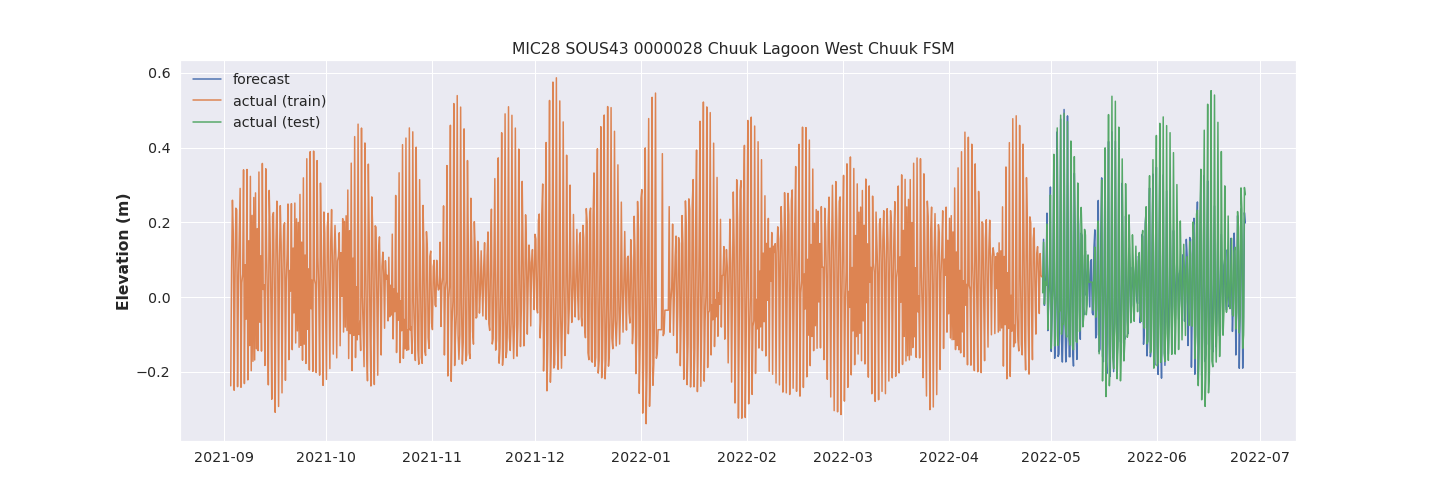 MIC28 SOUS43 0000028 Chuuk Lagoon West Chuuk FSM
forecast
actual (train)
actual (test)
Elevation (m)
0.6
0.4
0.2
0.0
−0.2
2021-09 2021-10 2021-11 2021-12 2022-01 2022-02 2022-03 2022-04 2022-05 2022-06 2022-07